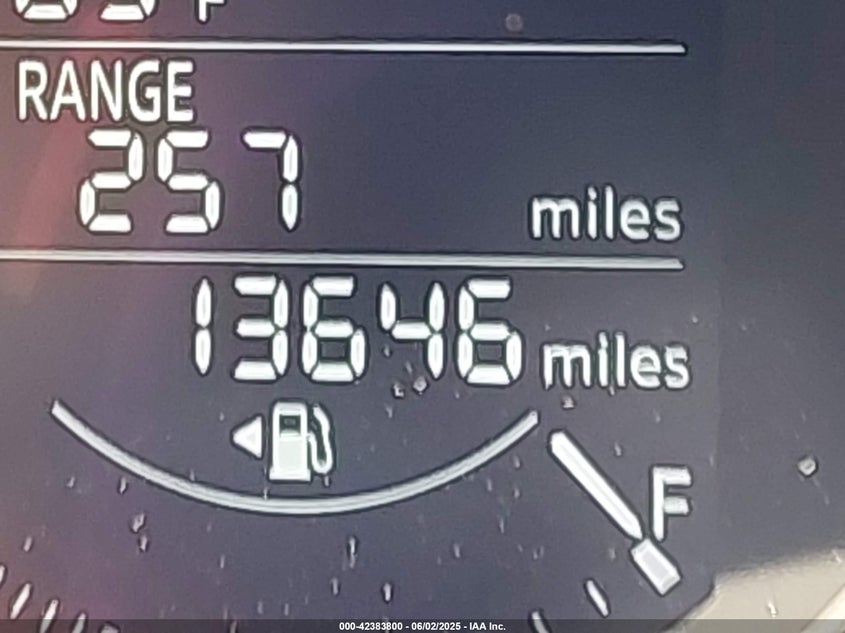 F
RANGE
257 miles
13646 miles
F
000-42383800 - 06/02/2025 - IAA Inc.